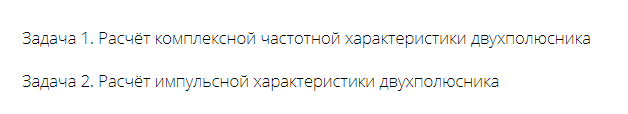 Задача 1. Расчёт комплексной частотной характеристики двухполюсника
Задача 2. Расчёт импульсной характеристики двухполюсника